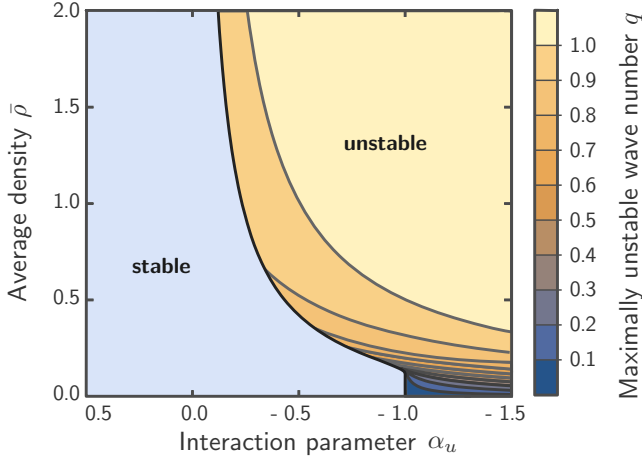 2.0
1.5
1.0
0.5
0.0
Average density ρ̄
stable
unstable
0.5 0.0 - 0.5 - 1.0 - 1.5
Interaction parameter αᵤ
1.0
0.9
0.8
0.7
0.6
0.5
0.4
0.3
0.2
0.1
Maximally unstable wave number q